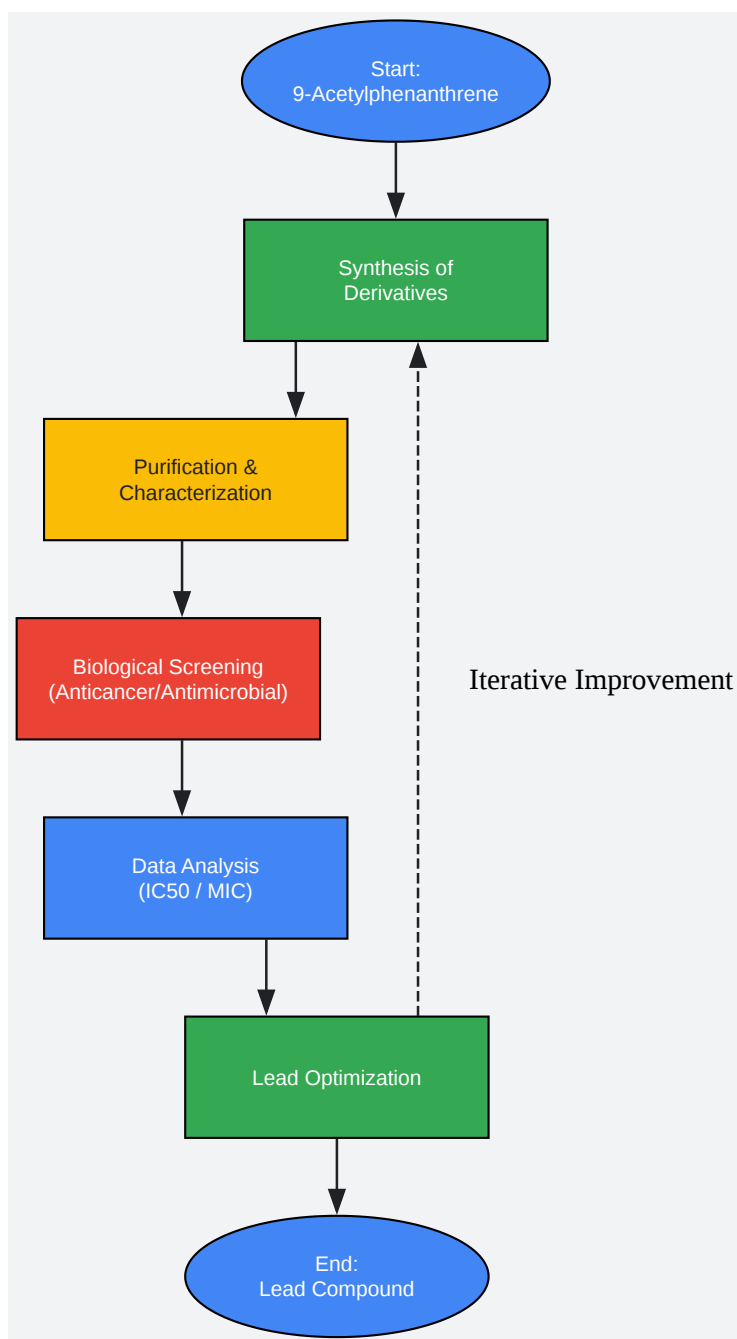 Start:
9-Acetylphenanthrene
Synthesis of
Derivatives
Purification &
Characterization
Biological Screening
(Anticancer/Antimicrobial)
Iterative Improvement
Data Analysis
(IC50 / MIC)
Lead Optimization
End:
Lead Compound